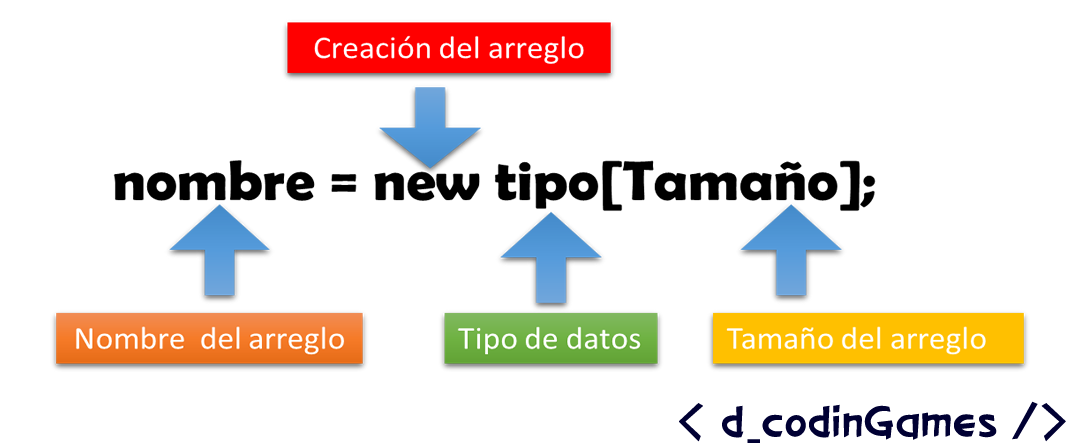 Creación del arreglo
nombre = new tipo[Tamaño];
Nombre del arreglo
Tipo de datos
Tamaño del arreglo
< d_codinGames />